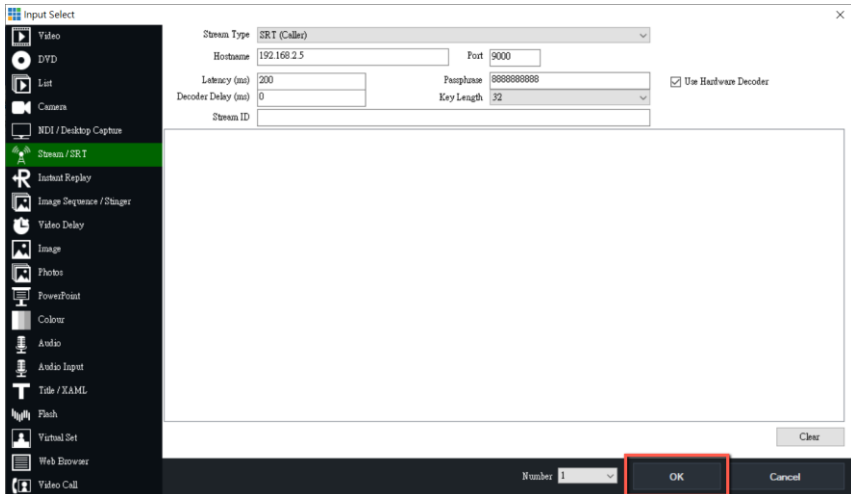 Input Select
Video
DVD
List
Camera
NDI / Desktop Capture
Stream / SRT
Instant Replay
Image Sequence / Stinger
Video Delay
Image
Photos
PowerPoint
Colour
Audio
Audio Input
Title / XAML
Flash
Virtual Set
Web Browser
Video Call
Stream Type SRT (Caller)
Hostname 192.168.2.5 Port 9000
Latency (ms) 200 Passphrase 8888888888 Use Hardware Decoder
Decoder Delay (ms) 0 Key Length 32
Stream ID
Clear
Number 1 OK Cancel